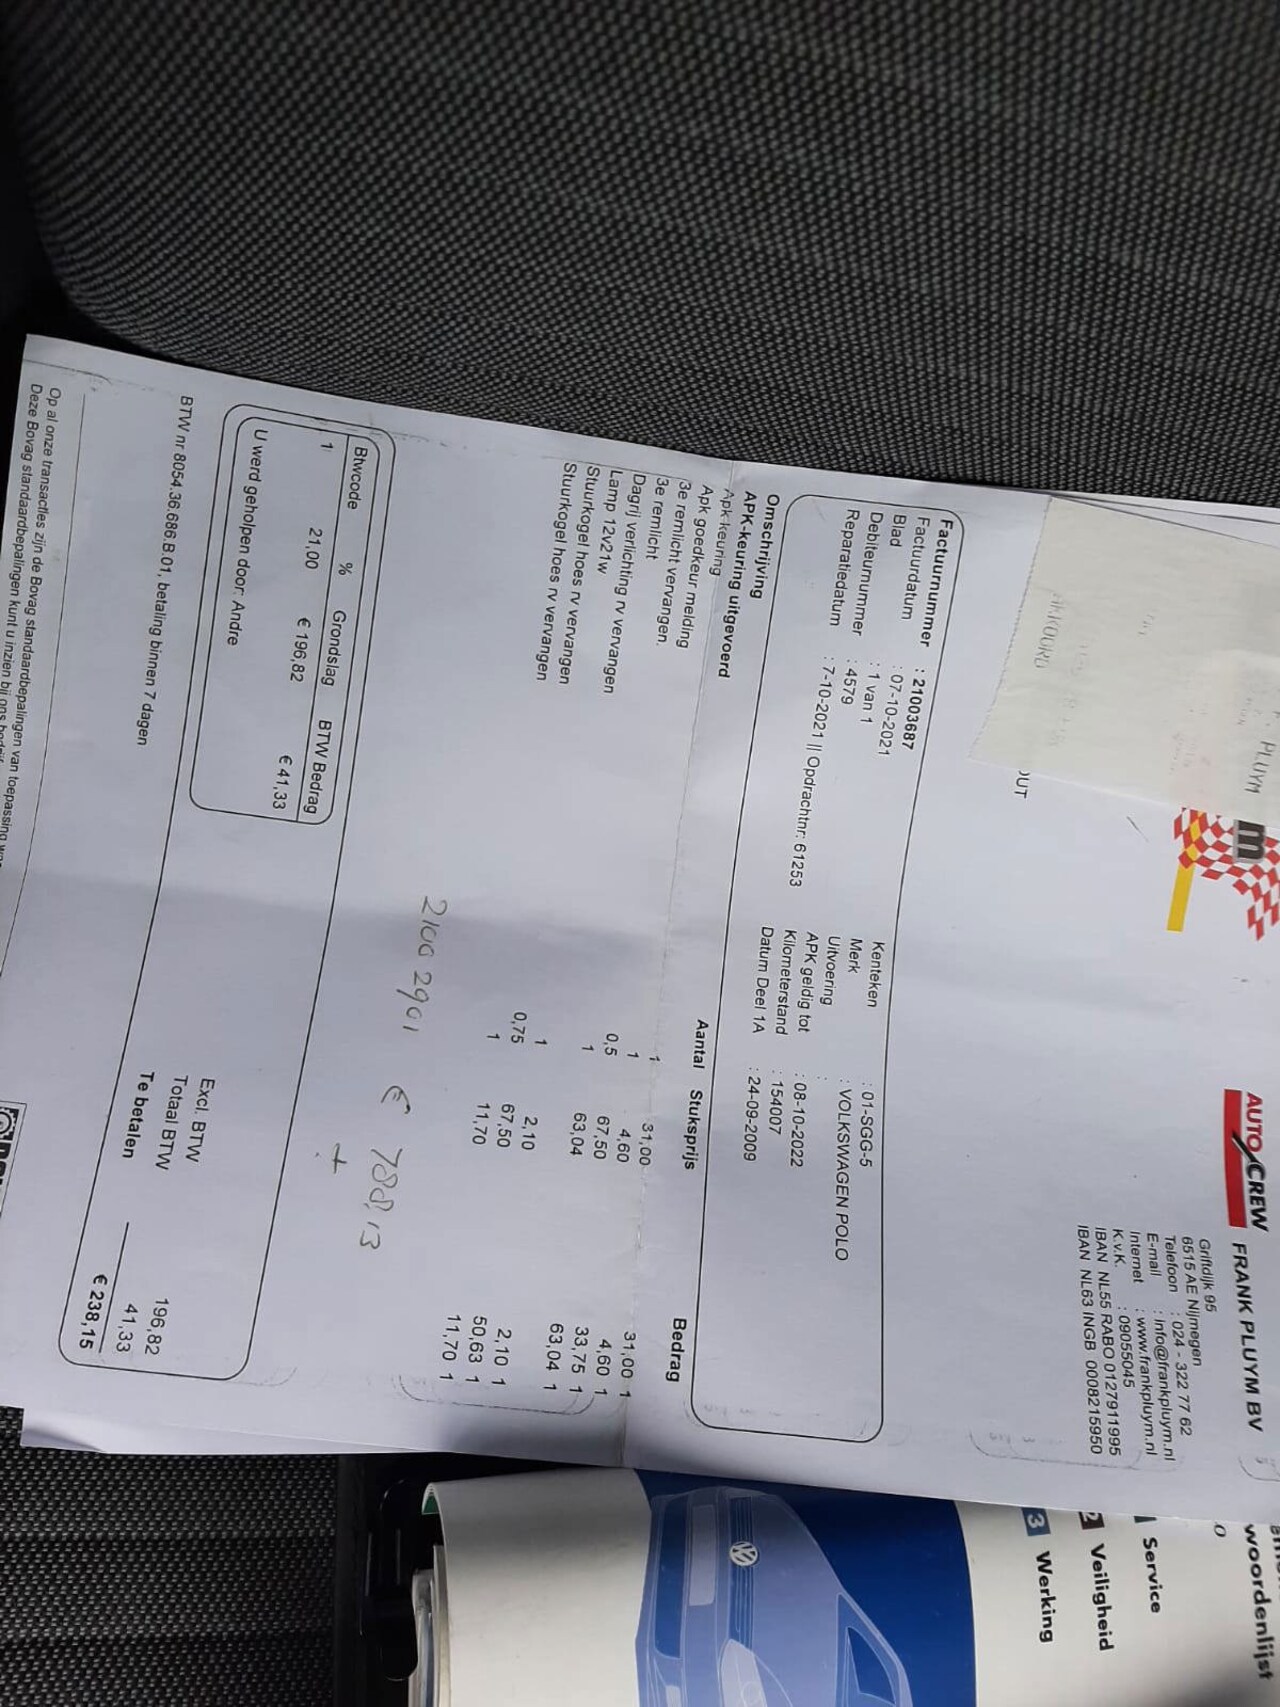 PLUYM
AKKOORD
m
OUT
AUTO CREW
FRANK PLUYM BV
Griftdijk 95
6515 AE Nijmegen
Telefoon : 024 - 322 77 62
E-mail : info@frankpluym.nl
Internet : www.frankpluym.nl
K.v.K. : 09055045
IBAN NL55 RABO 0127911995
IBAN NL63 INGB 0008215950
Factuurnummer : 21003687
Factuurdatum : 07-10-2021
Blad : 1 van 1
Debiteurnummer : 4579
Reparatiedatum : 7-10-2021 || Opdrachtnr: 61253
Kenteken : 01-SGG-5
Merk : VOLKSWAGEN POLO
Uitvoering :
APK geldig tot : 08-10-2022
Kilometerstand : 154007
Datum Deel 1A : 24-09-2009
Omschrijving Aantal Stuksprijs Bedrag
APK-keuring uitgevoerd
Apk-keuring 1 31,00 31,00 1
Apk goedkeur melding 1 4,60 4,60 1
3e remlicht vervangen. 0,5 67,50 33,75 1
3e remlicht 1 63,04 63,04 1
Dagrij verlichting rv vervangen
Lamp 12v21w 1 2,10 2,10 1
Stuurkogel hoes rv vervangen 0,75 67,50 50,63 1
Stuurkogel hoes rv vervangen 1 11,70 11,70 1
21002901 € 788,13
+
Btwcode % Grondslag BTW Bedrag
1 21,00 € 196,82 € 41,33
U werd geholpen door: Andre
Excl. BTW 196,82
Totaal BTW 41,33
Te betalen € 238,15
BTW nr 8054.36.686.B.01, betaling binnen 7 dagen
Op al onze transacties zijn de Bovag standaardbepalingen van toepassing
Deze Bovag standaardbepalingen kunt u inzien bij ons
woordenlijst
Service
2 Veiligheid
3 Werking